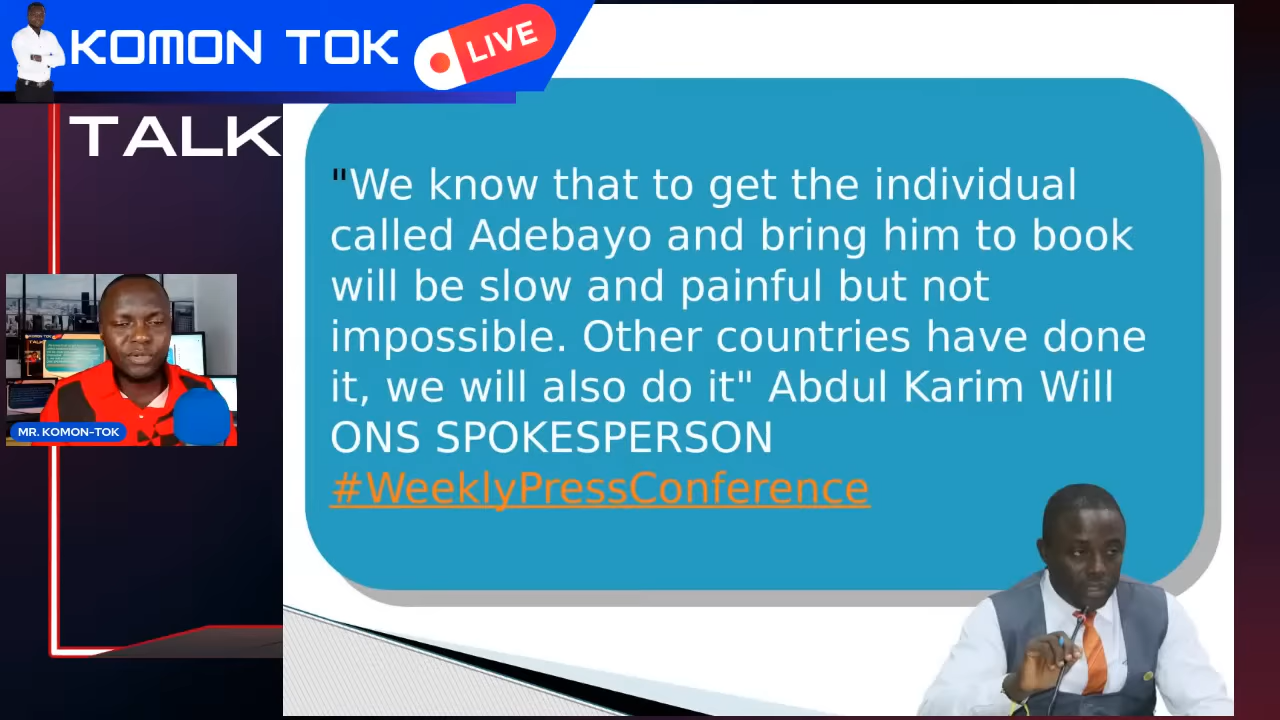 KOMON TOK
LIVE
TALK
"We know that to get the individual
called Adebayo and bring him to book
will be slow and painful but not
impossible. Other countries have done
it, we will also do it" Abdul Karim Will
ONS SPOKESPERSON
#WeeklyPressConference
MR. KOMON-TOK